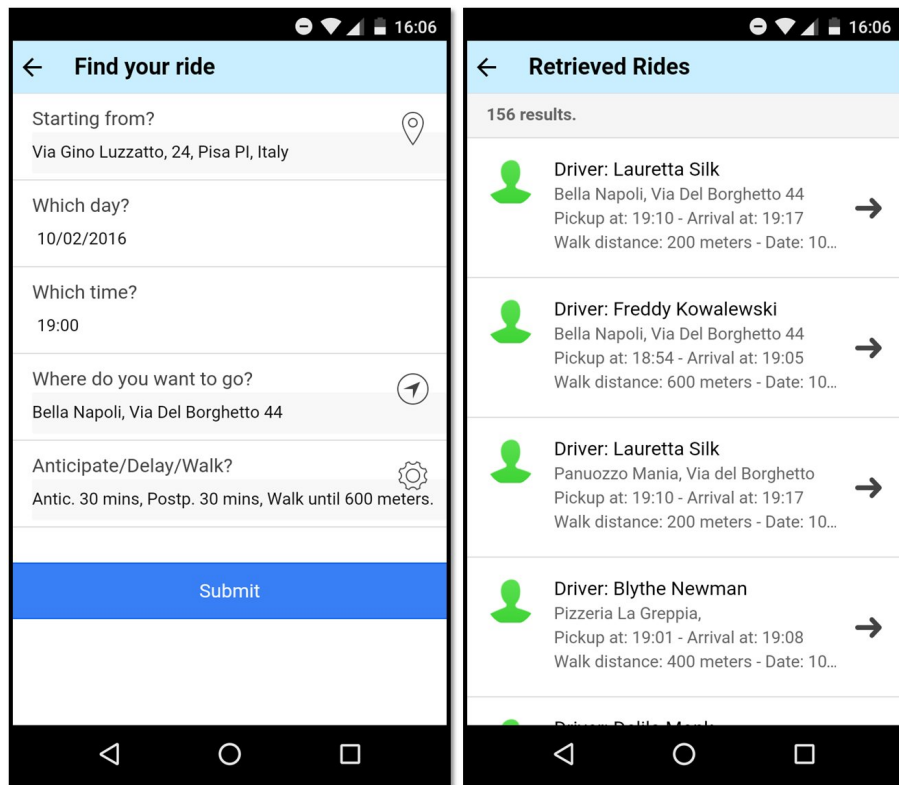 16:06
Find your ride
Starting from?
Via Gino Luzzatto, 24, Pisa PI, Italy
Which day?
10/02/2016
Which time?
19:00
Where do you want to go?
Bella Napoli, Via Del Borghetto 44
Anticipate/Delay/Walk?
Antic. 30 mins, Postp. 30 mins, Walk until 600 meters.
Submit
16:06
Retrieved Rides
156 results.
Driver: Lauretta Silk
Bella Napoli, Via Del Borghetto 44
Pickup at: 19:10 - Arrival at: 19:17
Walk distance: 200 meters - Date: 10...
Driver: Freddy Kowalewski
Bella Napoli, Via Del Borghetto 44
Pickup at: 18:54 - Arrival at: 19:05
Walk distance: 600 meters - Date: 10...
Driver: Lauretta Silk
Panuozzo Mania, Via del Borghetto
Pickup at: 19:10 - Arrival at: 19:17
Walk distance: 200 meters - Date: 10...
Driver: Blythe Newman
Pizzeria La Greppia,
Pickup at: 19:01 - Arrival at: 19:08
Walk distance: 400 meters - Date: 10...
Driver: